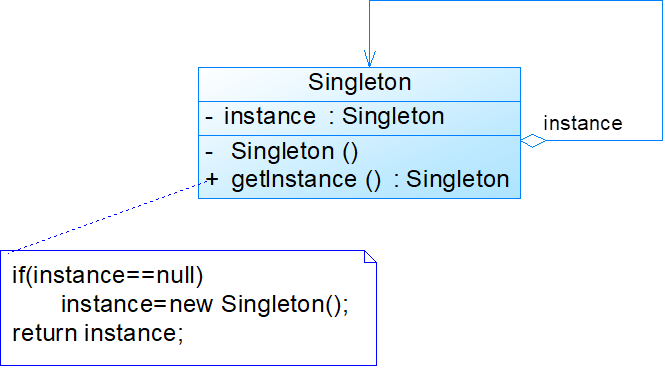 Singleton
- instance : Singleton
instance
- Singleton ()
+ getInstance () : Singleton
if(instance==null)
instance=new Singleton();
return instance;